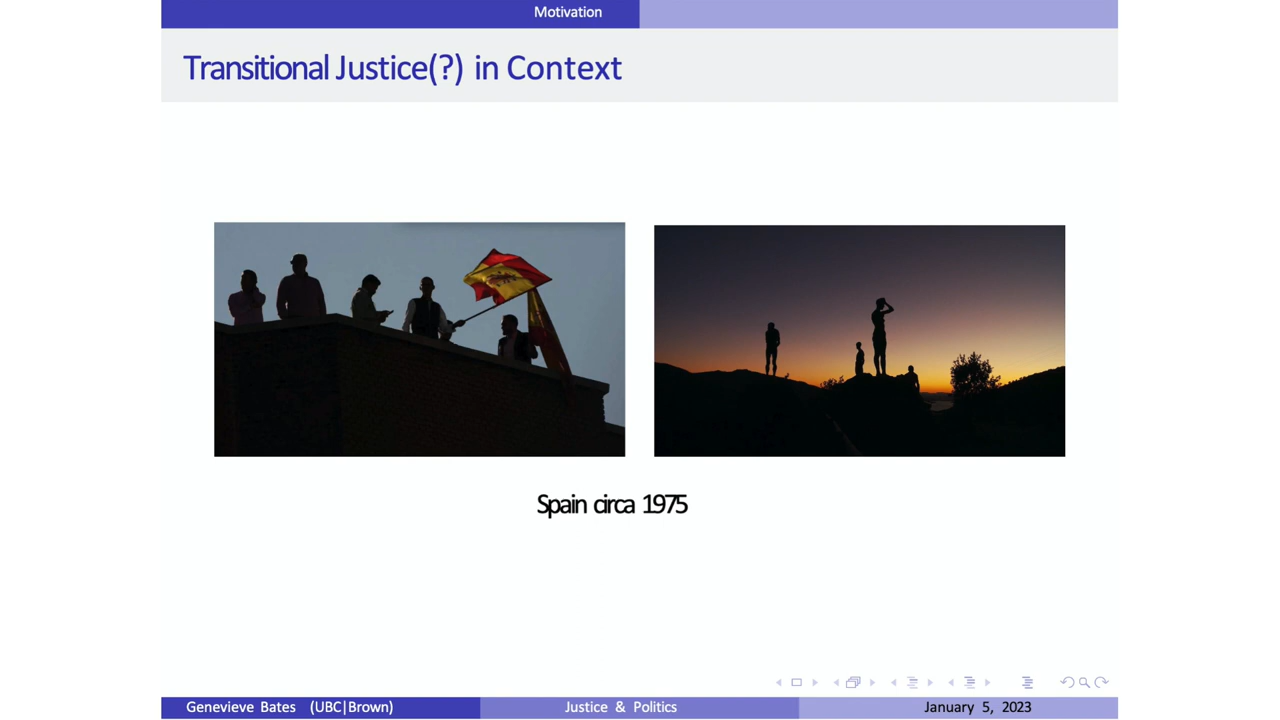 Motivation
Transitional Justice(?) in Context
Spain circa 1975
Genevieve Bates (UBC|Brown)
Justice & Politics
January 5, 2023